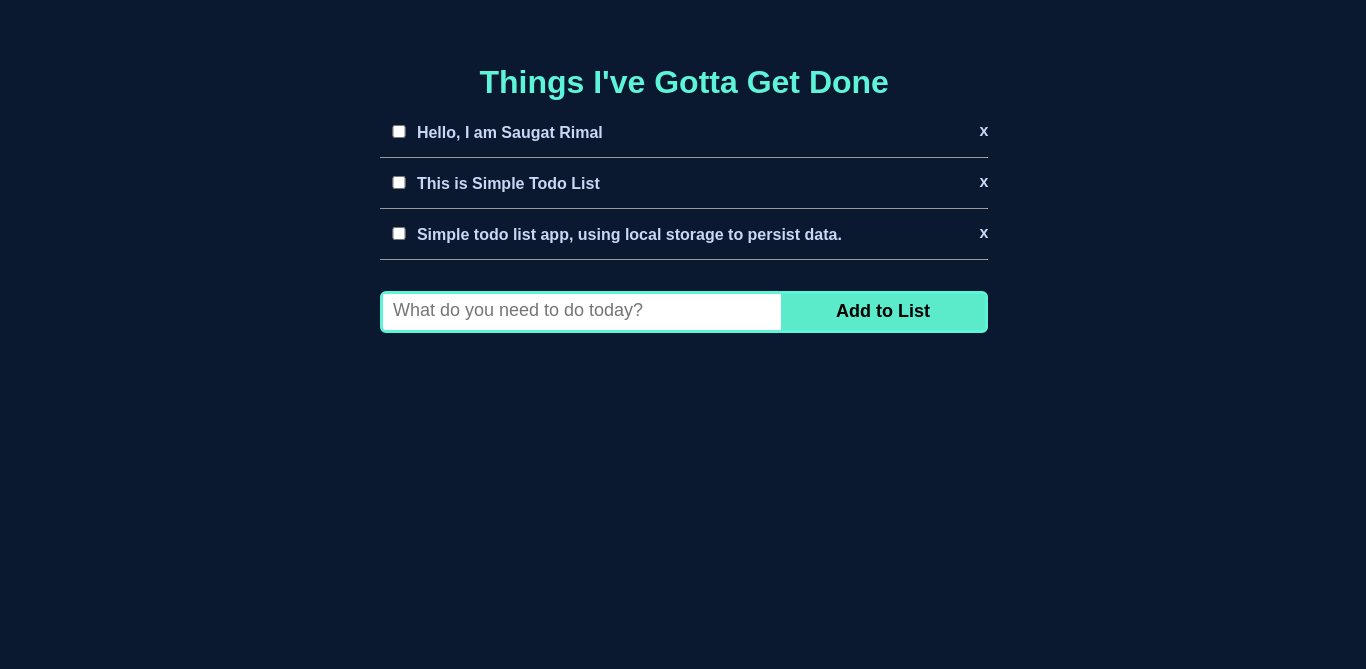 Things I've Gotta Get Done
Hello, I am Saugat Rimal x
This is Simple Todo List x
Simple todo list app, using local storage to persist data. x
What do you need to do today? Add to List